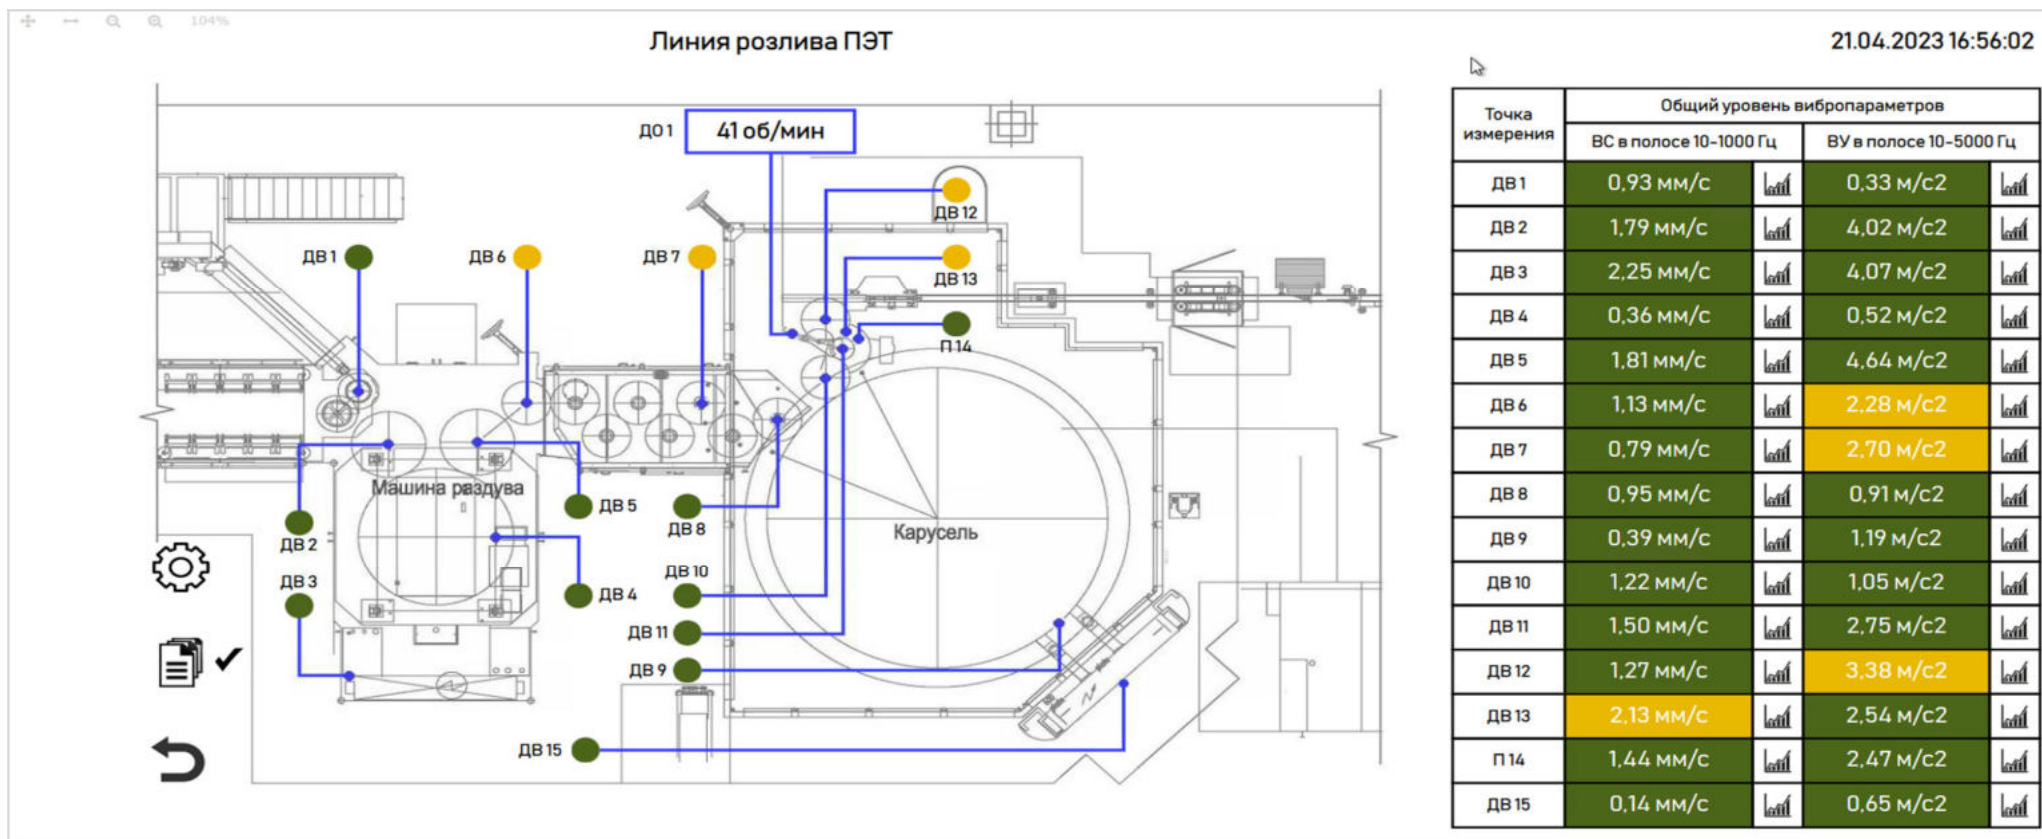 104%
Линия розлива ПЭТ
21.04.2023 16:56:02
ДО 1
41 об/мин
ДВ 12
ДВ 1
ДВ 6
ДВ 7
ДВ 13
П 14
Машина раздува
ДВ 5
ДВ 8
Карусель
ДВ 2
ДВ 3
ДВ 4
ДВ 10
ДВ 11
ДВ 9
ДВ 15
Точка измерения
Общий уровень вибропараметров
ВС в полосе 10-1000 Гц ВУ в полосе 10-5000 Гц
ДВ 1 0,93 мм/с 0,33 м/с2
ДВ 2 1,79 мм/с 4,02 м/с2
ДВ 3 2,25 мм/с 4,07 м/с2
ДВ 4 0,36 мм/с 0,52 м/с2
ДВ 5 1,81 мм/с 4,64 м/с2
ДВ 6 1,13 мм/с 2,28 м/с2
ДВ 7 0,79 мм/с 2,70 м/с2
ДВ 8 0,95 мм/с 0,91 м/с2
ДВ 9 0,39 мм/с 1,19 м/с2
ДВ 10 1,22 мм/с 1,05 м/с2
ДВ 11 1,50 мм/с 2,75 м/с2
ДВ 12 1,27 мм/с 3,38 м/с2
ДВ 13 2,13 мм/с 2,54 м/с2
П 14 1,44 мм/с 2,47 м/с2
ДВ 15 0,14 мм/с 0,65 м/с2